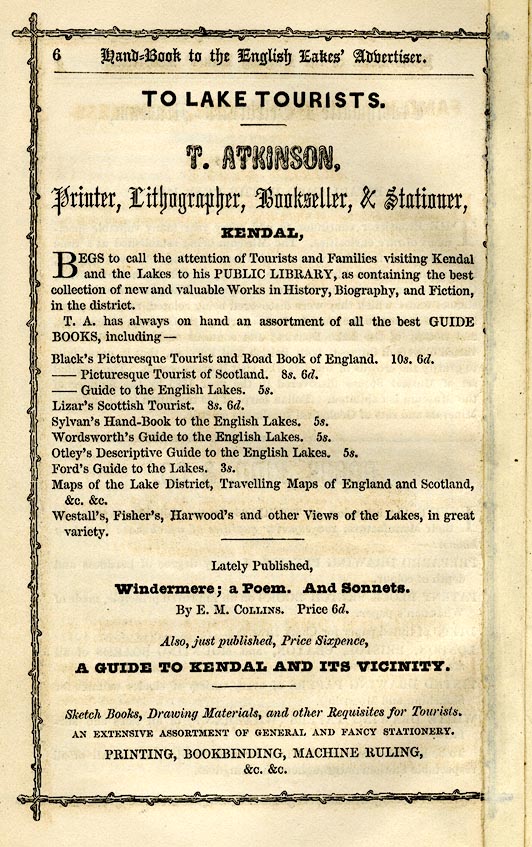 6 Hand-Book to the English Lakes' Advertiser.
TO LAKE TOURISTS.
T. ATKINSON,
Printer, Lithographer, Bookseller, & Stationer,
KENDAL,
BEGS to call the attention of Tourists and Families visiting Kendal
and the Lakes to his PUBLIC LIBRARY, as containing the best
collection of new and valuable Works in History, Biography, and Fiction,
in the district.
T. A. has always on hand an assortment of all the best GUIDE
BOOKS, including—
Black's Picturesque Tourist and Road Book of England. 10s. 6d.
—— Picturesque Tourist of Scotland. 8s. 6d.
—— Guide to the English Lakes. 5s.
Lizar's Scottish Tourist. 8s. 6d.
Sylvan's Hand-Book to the English Lakes. 5s.
Wordsworth's Guide to the English Lakes. 5s.
Otley's Descriptive Guide to the English Lakes. 5s.
Ford's Guide to the Lakes. 3s.
Maps of the Lake District, Travelling Maps of England and Scotland,
&c. &c.
Westall's, Fisher's, Harwood's and other Views of the Lakes, in great
variety.
Lately Published,
Windermere; a Poem. And Sonnets.
By E. M. COLLINS. Price 6d.
Also, just published, Price Sixpence,
A GUIDE TO KENDAL AND ITS VICINITY.
Sketch Books, Drawing Materials, and other Requisites for Tourists.
AN EXTENSIVE ASSORTMENT OF GENERAL AND FANCY STATIONERY.
PRINTING, BOOKBINDING, MACHINE RULING,
&c. &c.